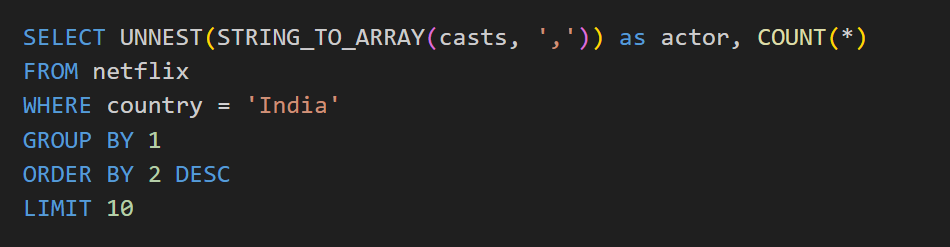 SELECT UNNEST(STRING_TO_ARRAY(casts, ',')) as actor, COUNT(*)
FROM netflix
WHERE country = 'India'
GROUP BY 1
ORDER BY 2 DESC
LIMIT 10